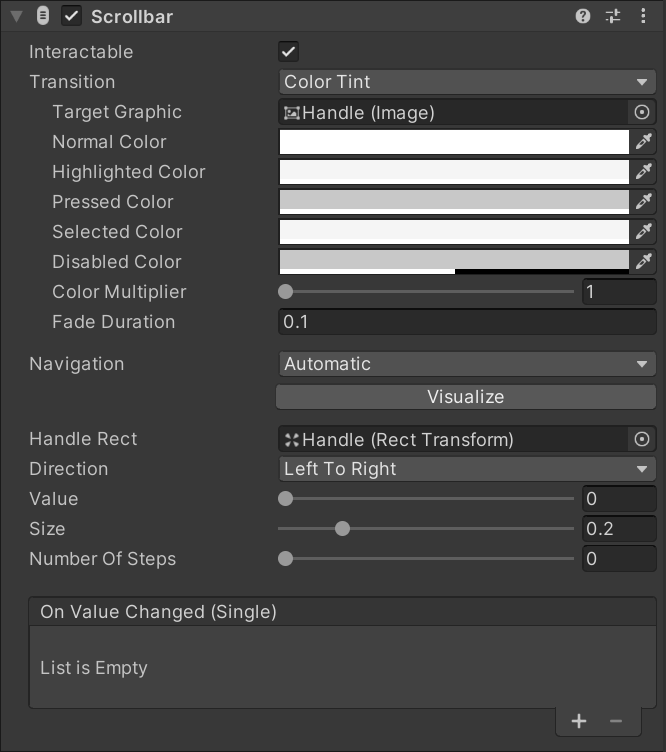 Scrollbar
Interactable
Transition Color Tint
Target Graphic Handle (Image)
Normal Color
Highlighted Color
Pressed Color
Selected Color
Disabled Color
Color Multiplier 1
Fade Duration 0.1
Navigation Automatic
Visualize
Handle Rect Handle (Rect Transform)
Direction Left To Right
Value 0
Size 0.2
Number Of Steps 0
On Value Changed (Single)
List is Empty